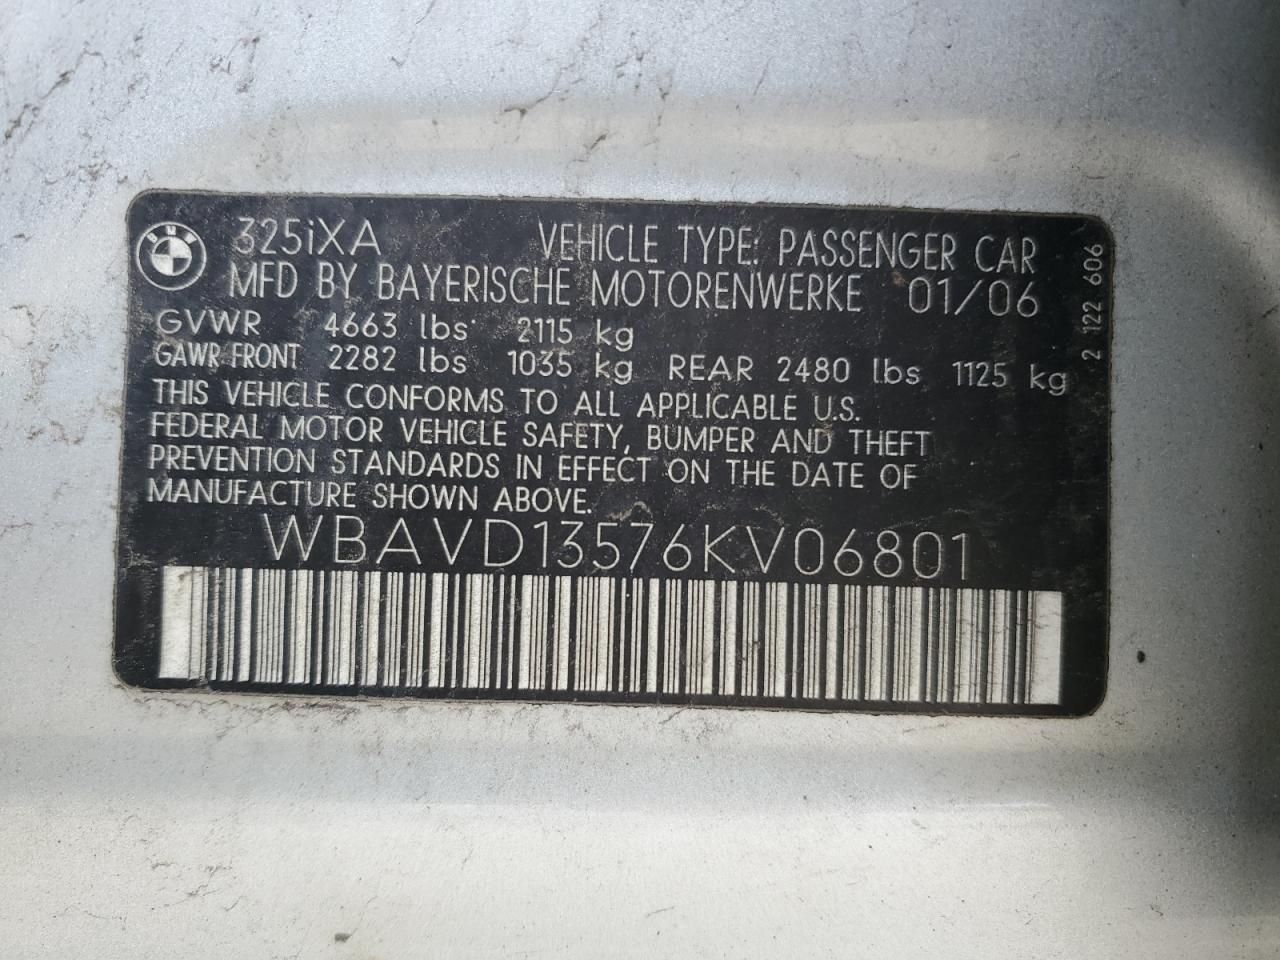 BMW
325iXA VEHICLE TYPE: PASSENGER CAR
MFD BY BAYERISCHE MOTORENWERKE 01/06
GVWR 4663 lbs 2115 kg
GAWR FRONT 2282 lbs 1035 kg REAR 2480 lbs 1125 kg
THIS VEHICLE CONFORMS TO ALL APPLICABLE U.S.
FEDERAL MOTOR VEHICLE SAFETY, BUMPER AND THEFT
PREVENTION STANDARDS IN EFFECT ON THE DATE OF
MANUFACTURE SHOWN ABOVE.
WBAVD13576KV06801
2 122 606